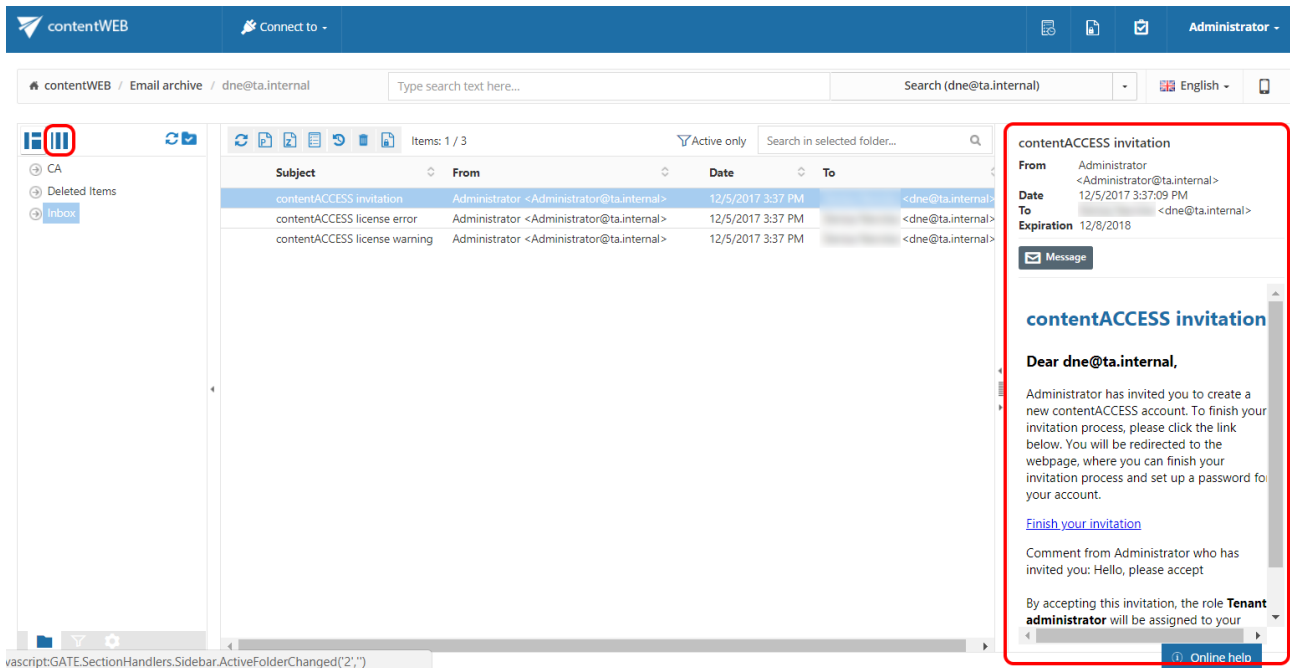 contentWEB
Connect to
Administrator
contentWEB / Email archive / dne@ta.internal
Type search text here...
Search (dne@ta.internal)
English
CA
Deleted Items
Inbox
Items: 1 / 3
Active only
Search in selected folder...
Subject From Date To
contentACCESS invitation Administrator <Administrator@ta.internal> 12/5/2017 3:37 PM <dne@ta.internal>
contentACCESS license error Administrator <Administrator@ta.internal> 12/5/2017 3:37 PM <dne@ta.internal>
contentACCESS license warning Administrator <Administrator@ta.internal> 12/5/2017 3:37 PM <dne@ta.internal>
contentACCESS invitation
From Administrator
<Administrator@ta.internal>
Date 12/5/2017 3:37:09 PM
To <dne@ta.internal>
Expiration 12/8/2018
Message
contentACCESS invitation
Dear dne@ta.internal,
Administrator has invited you to create a
new contentACCESS account. To finish your
invitation process, please click the link
below. You will be redirected to the
webpage, where you can finish your
invitation process and set up a password for
your account.
Finish your invitation
Comment from Administrator who has
invited you: Hello, please accept
By accepting this invitation, the role Tenant
administrator will be assigned to your
Online help
vascript:GATE.SectionHandlers.Sidebar.ActiveFolderChanged('2','')